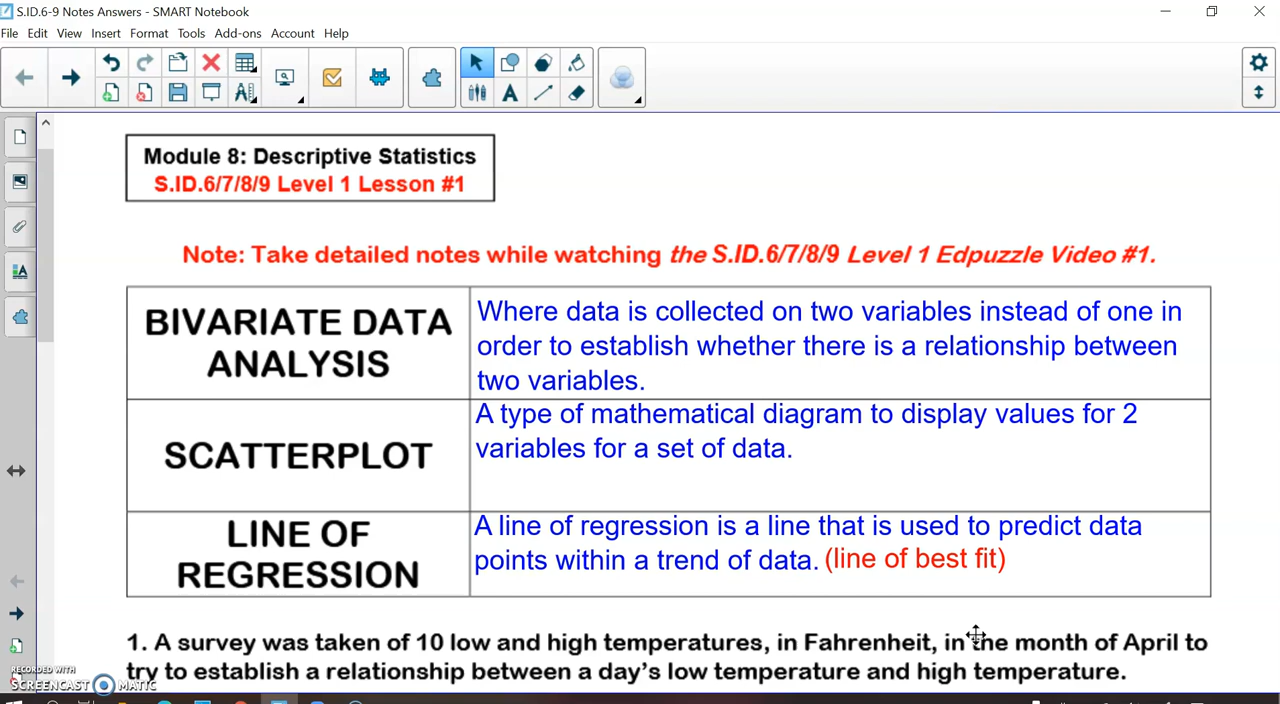 S.ID.6-9 Notes Answers - SMART Notebook
File Edit View Insert Format Tools Add-ons Account Help
Module 8: Descriptive Statistics
S.ID.6/7/8/9 Level 1 Lesson #1
Note: Take detailed notes while watching the S.ID.6/7/8/9 Level 1 Edpuzzle Video #1.
BIVARIATE DATA
ANALYSIS
Where data is collected on two variables instead of one in
order to establish whether there is a relationship between
two variables.
SCATTERPLOT
A type of mathematical diagram to display values for 2
variables for a set of data.
LINE OF
REGRESSION
A line of regression is a line that is used to predict data
points within a trend of data. (line of best fit)
1. A survey was taken of 10 low and high temperatures, in Fahrenheit, in the month of April to
try to establish a relationship between a day's low temperature and high temperature.
RECORDED WITH
SCREENCAST MATIC